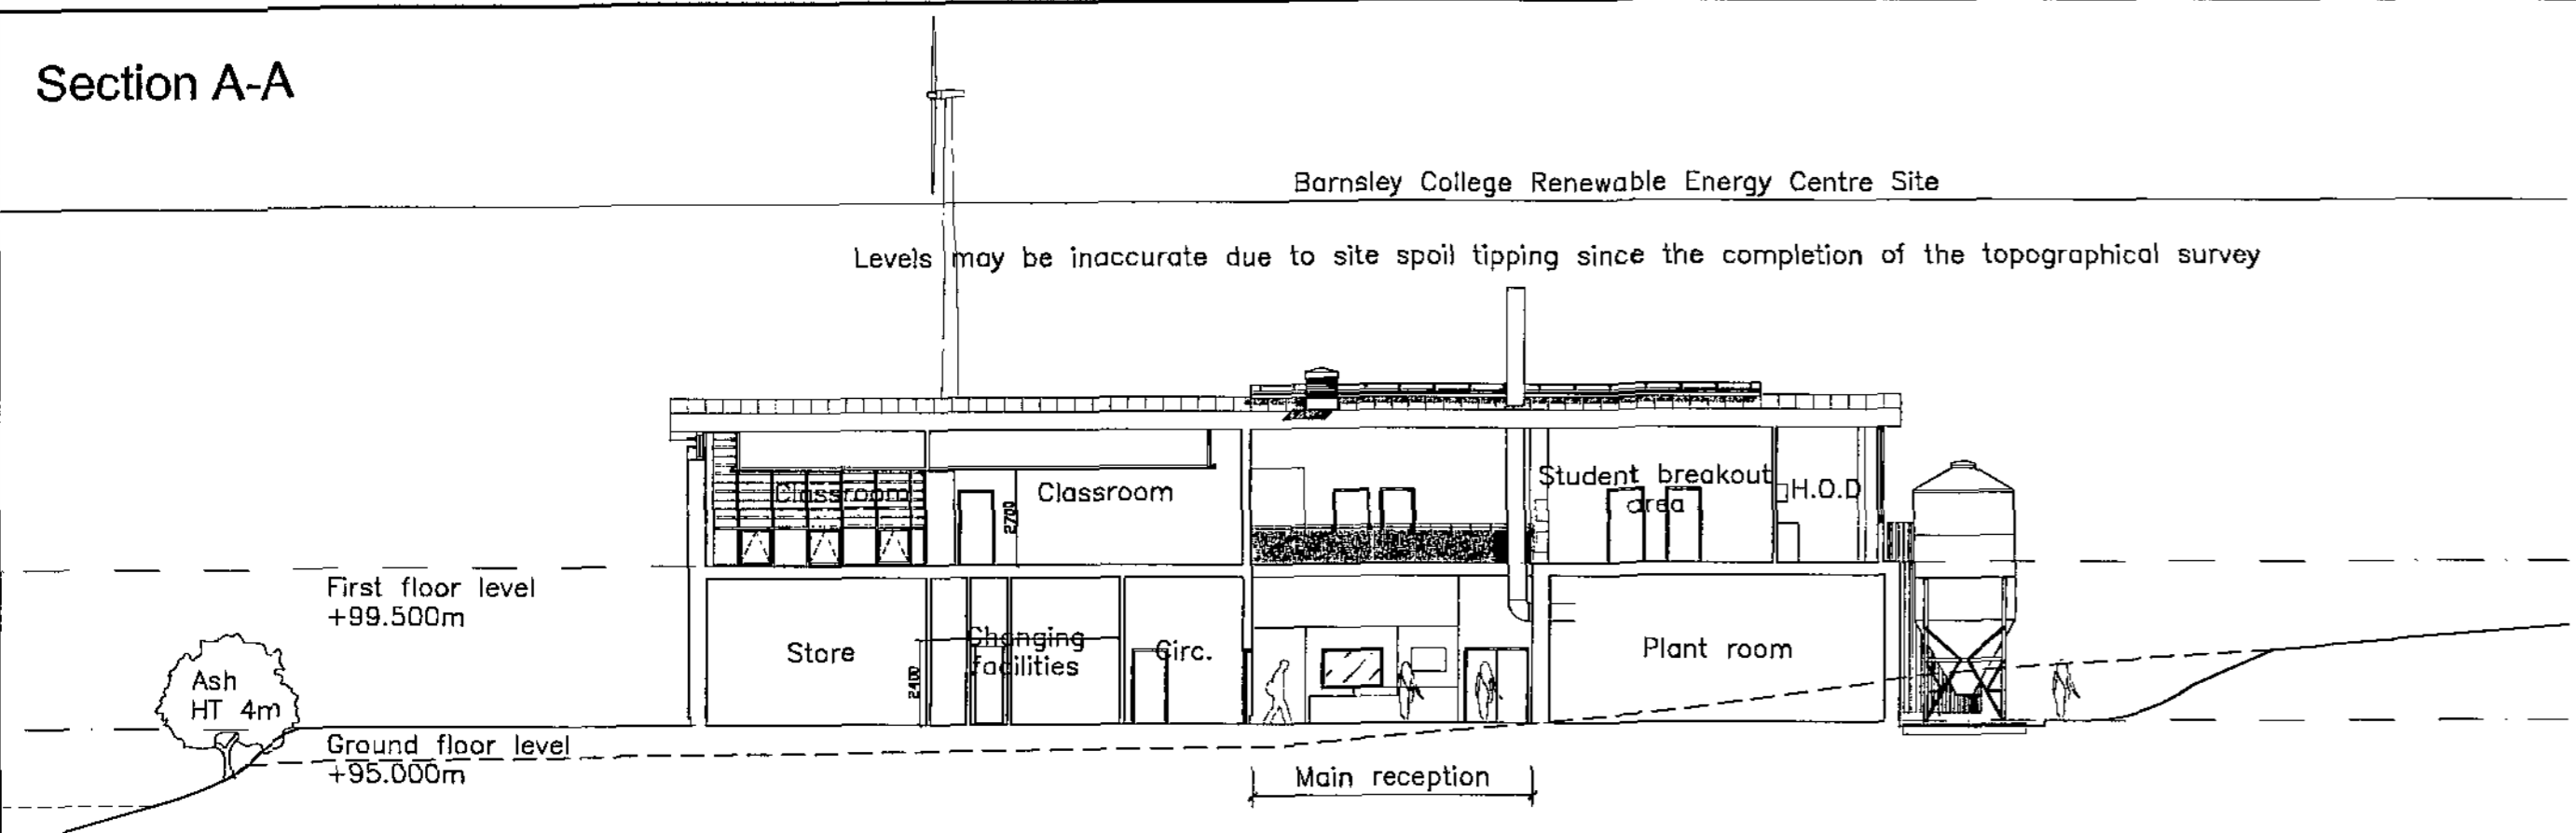 Section A-A
Barnsley College Renewable Energy Centre Site
Levels may be inaccurate due to site spoil tipping since the completion of the topographical survey
Classroom
2700
Classroom
Student breakout
area
H.O.D
First floor level
+99.500m
Ash
HT 4m
Store
2400
Changing
facilities
Circ.
Plant room
Ground floor level
+95.000m
Main reception